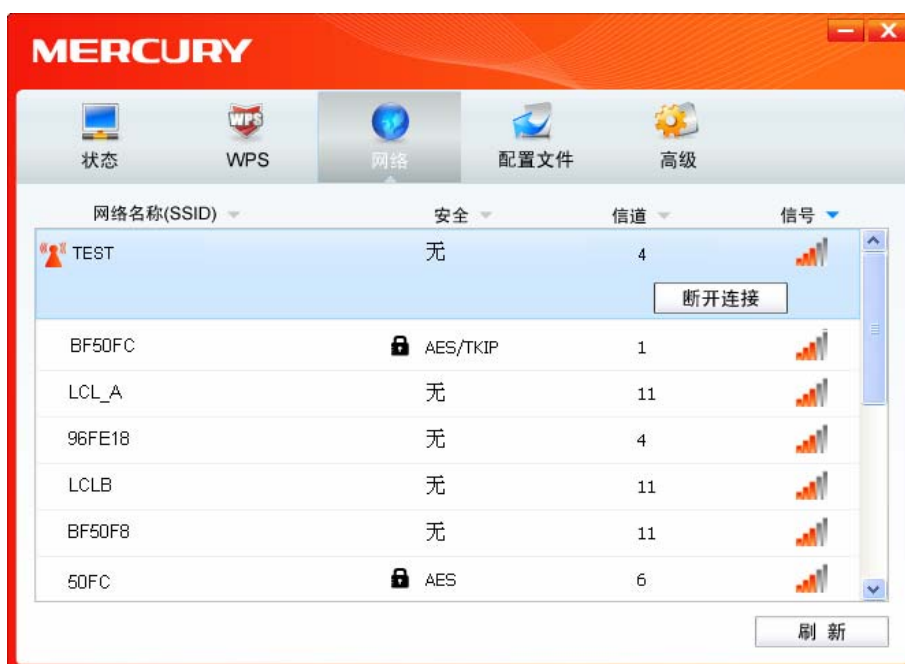 MERCURY
状态 WPS 网络 配置文件 高级
网络名称(SSID) 安全 信道 信号
TEST 无 4
断开连接
BF50FC AES/TKIP 1
LCL_A 无 11
96FE18 无 4
LCLB 无 11
BF50F8 无 11
50FC AES 6
刷 新